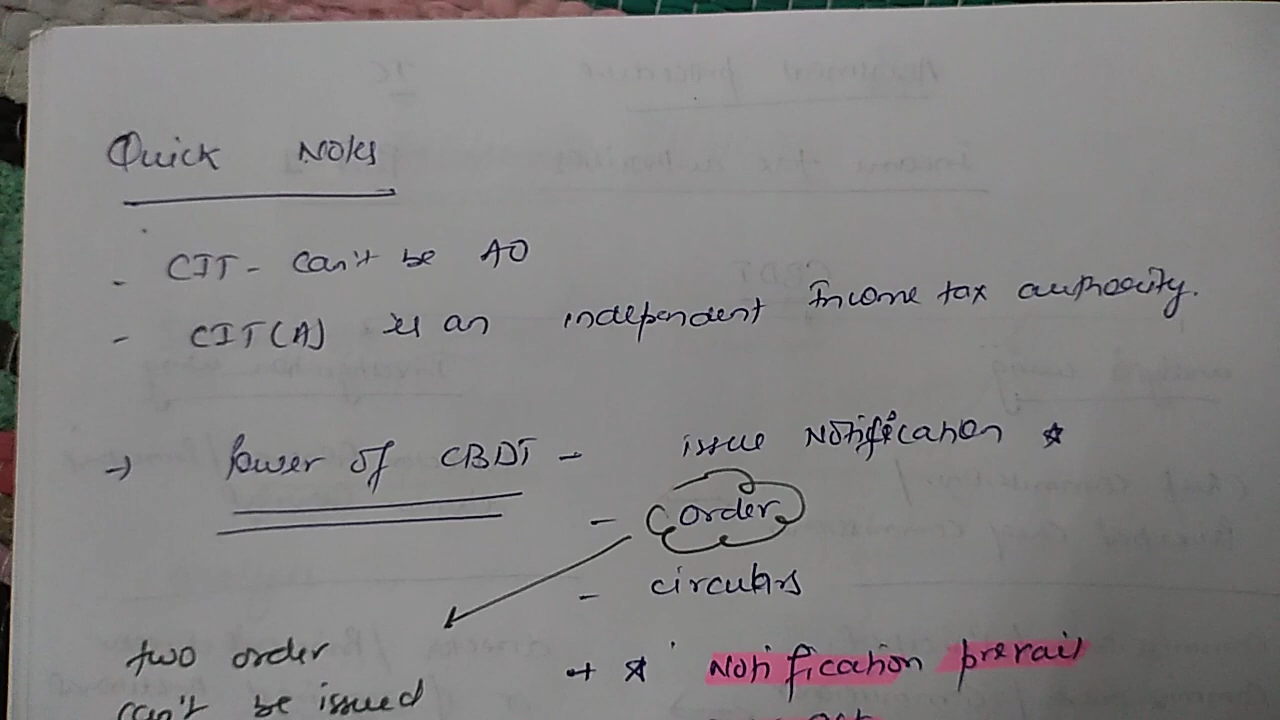 Quick Notes
- CIT - can't be AO
- CIT(A) is an independent Income tax authority.
→ Power of CBDT - issue Notification ☆
- order
- circulars
two order
can't be issued
→ ☆ Notification prevail